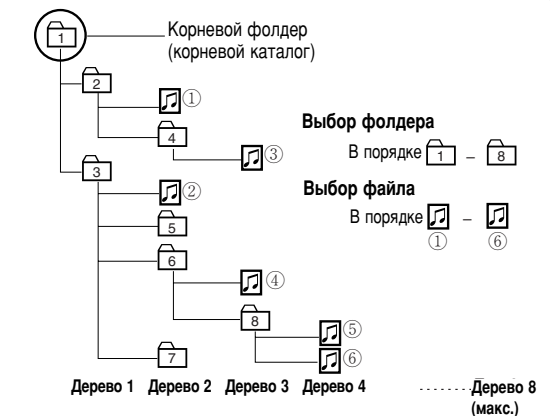 Корневой фолдер
(корневой каталог)
1
2
①
4
③
3
②
5
6
④
8
⑤
⑥
7
Выбор фолдера
В порядке 1 – 8
Выбор файла
В порядке –
① ⑥
Дерево 1 Дерево 2 Дерево 3 Дерево 4 ........Дерево 8
(макс.)